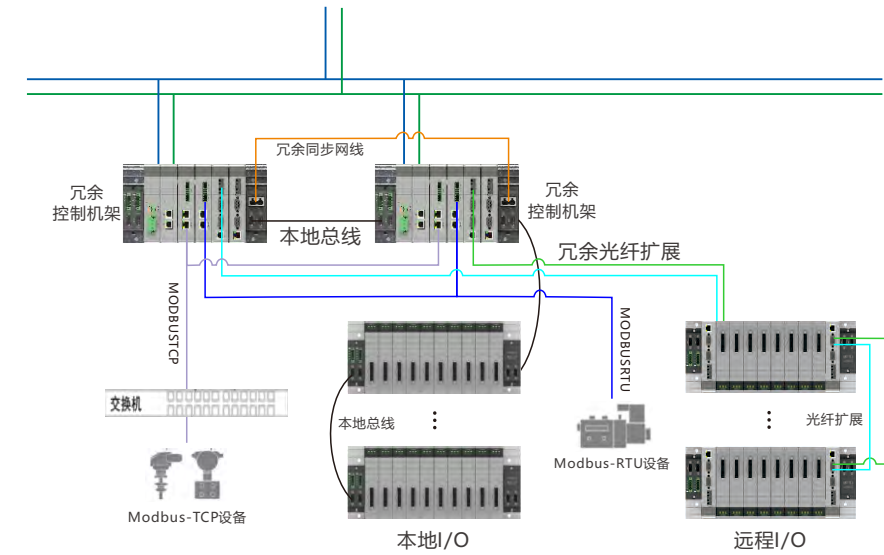 冗余同步网线
冗余
控制机架
冗余
控制机架
本地总线
冗余光纤扩展
MODBUSTCP
MODBUSRTU
交换机
本地总线
光纤扩展
Modbus-TCP设备
Modbus-RTU设备
本地I/O
远程I/O